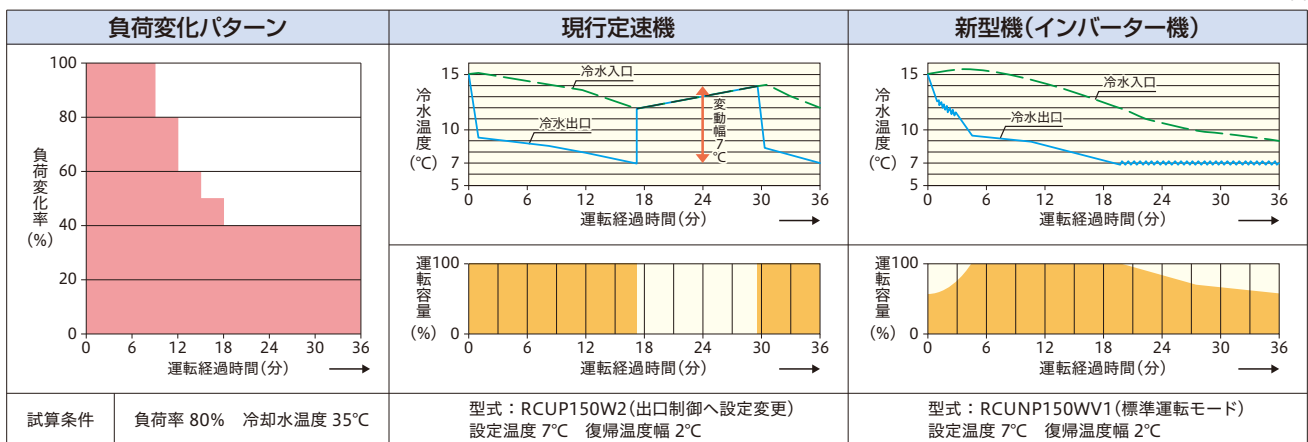 負荷変化パターン
100
80
60
40
20
0
負荷変化率
(%)
0 6 12 18 24 30 36
運転経過時間(分)
試算条件
負荷率 80% 冷却水温度 35℃
現行定速機
15
10
7
5
冷水温度
(℃)
冷水入口
冷水出口
変動幅7℃
0 6 12 18 24 30 36
運転経過時間(分)
100
0
運転容量
(%)
0 6 12 18 24 30 36
運転経過時間(分)
型式：RCUP150W2(出口制御へ設定変更)
設定温度 7℃ 復帰温度幅 2℃
新型機(インバーター機)
15
10
7
5
冷水温度
(℃)
冷水入口
冷水出口
0 6 12 18 24 30 36
運転経過時間(分)
100
0
運転容量
(%)
0 6 12 18 24 30 36
運転経過時間(分)
型式：RCUNP150WV1(標準運転モード)
設定温度 7℃ 復帰温度幅 2℃